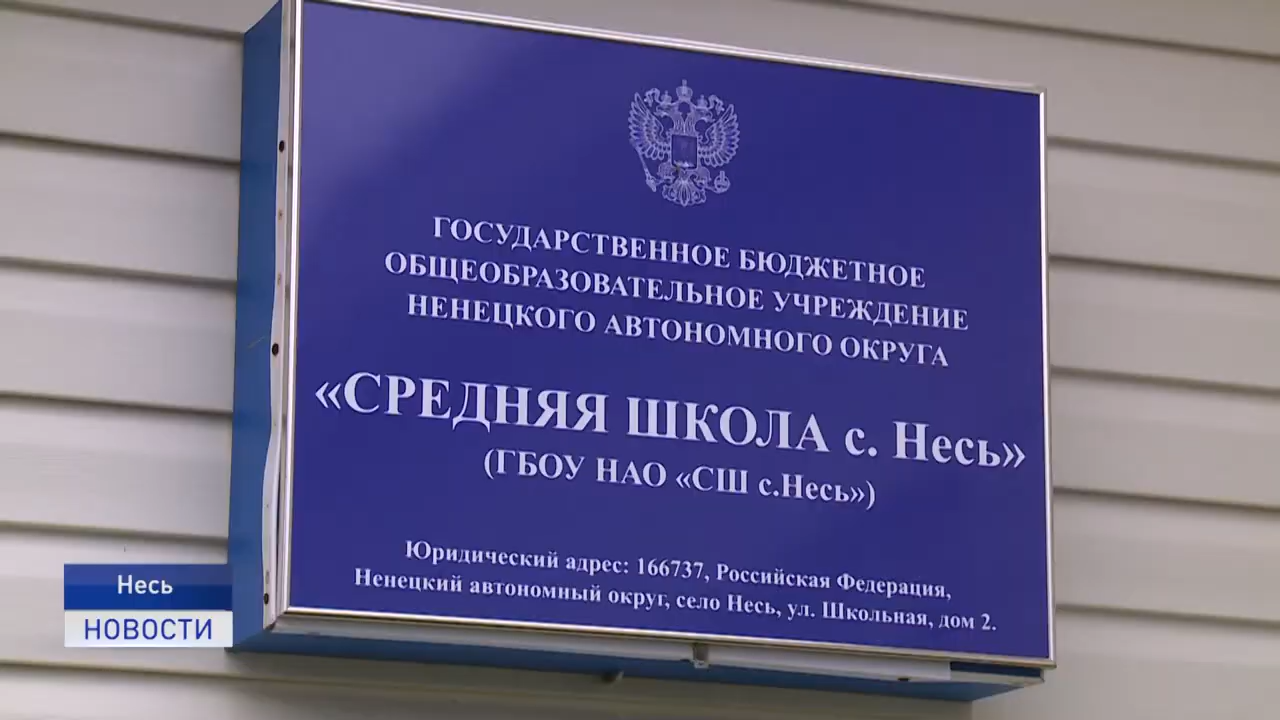 ГОСУДАРСТВЕННОЕ БЮДЖЕТНОЕ
ОБЩЕОБРАЗОВАТЕЛЬНОЕ УЧРЕЖДЕНИЕ
НЕНЕЦКОГО АВТОНОМНОГО ОКРУГА
«СРЕДНЯЯ ШКОЛА с. Несь»
(ГБОУ НАО «СШ с.Несь»)
Юридический адрес: 166737, Российская Федерация,
Ненецкий автономный округ, село Несь, ул. Школьная, дом 2.
Несь
НОВОСТИ